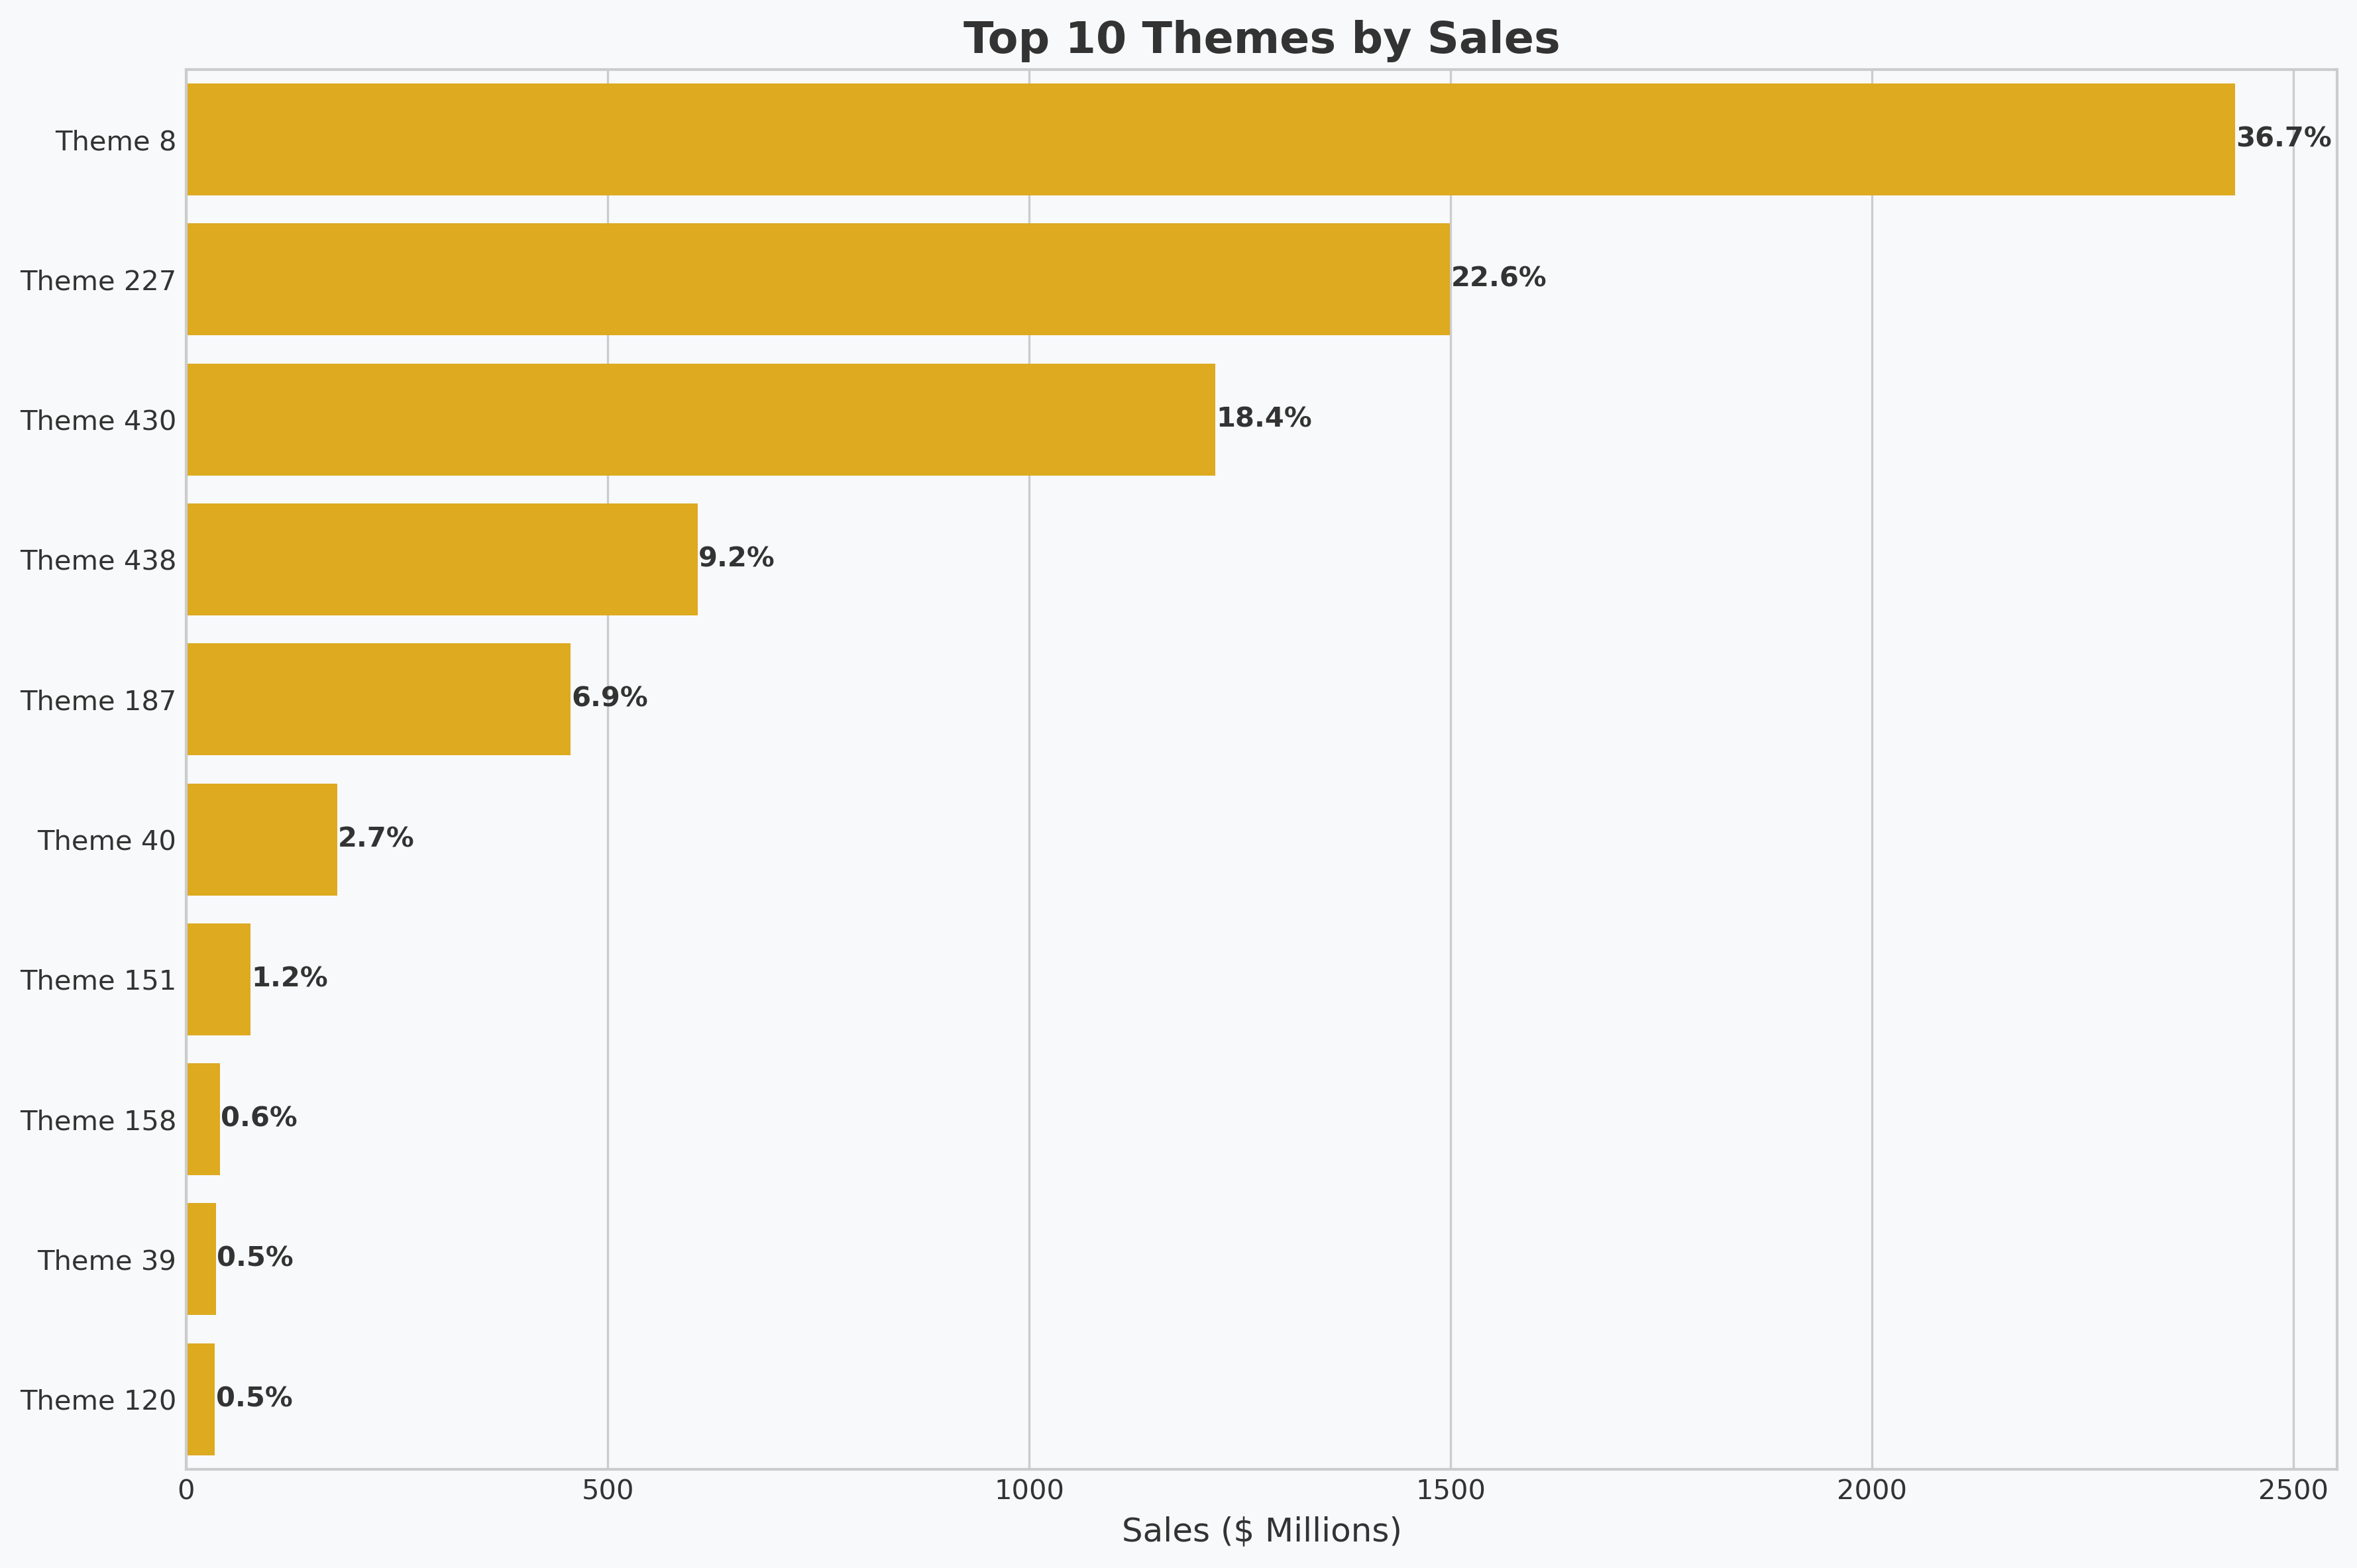 Top 10 Themes by Sales
Theme 8
36.7%
Theme 227
22.6%
Theme 430
18.4%
Theme 438
9.2%
Theme 187
6.9%
Theme 40
2.7%
Theme 151
1.2%
Theme 158
0.6%
Theme 39
0.5%
Theme 120
0.5%
0 500 1000 1500 2000 2500
Sales ($ Millions)